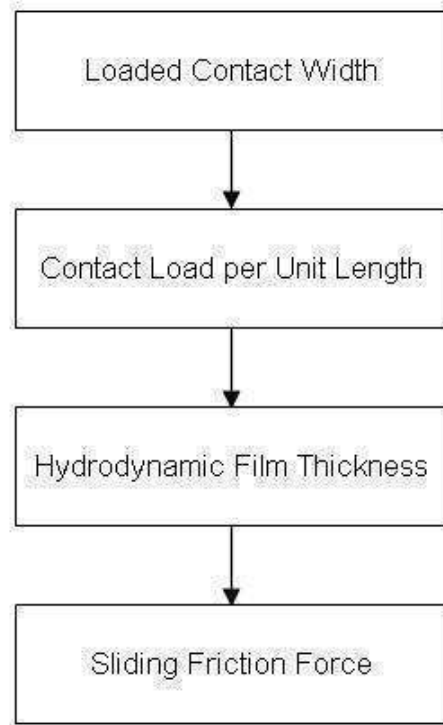 Loaded Contact Width
Contact Load per Unit Length
Hydrodynamic Film Thickness
Sliding Friction Force